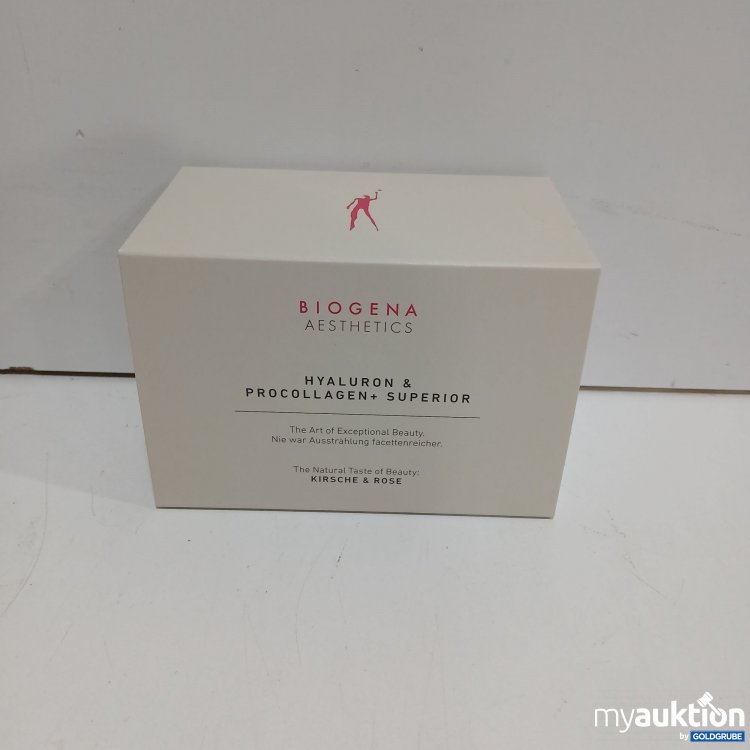 BIOGENA
AESTHETICS
HYALURON &
PROCOLLAGEN+ SUPERIOR
The Art of Exceptional Beauty.
Nie war Ausstrahlung facettenreicher.
The Natural Taste of Beauty:
KIRSCHE & ROSE
myauktion
by GOLDGRUBE